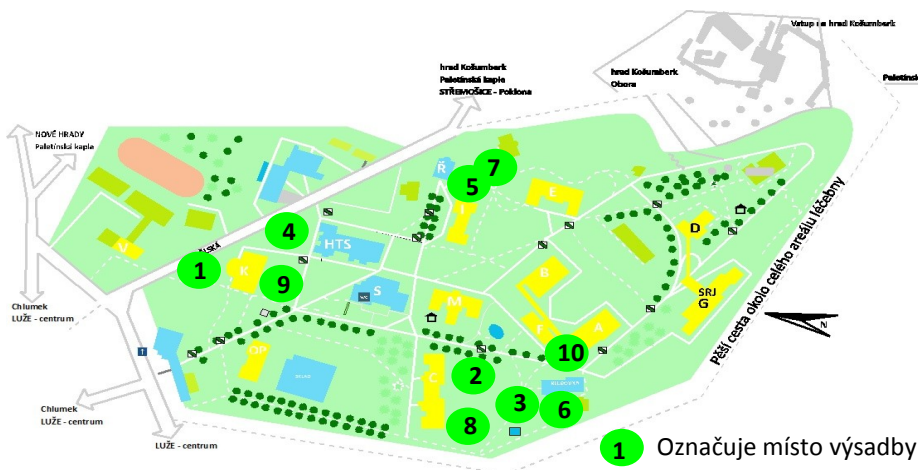 Vstup na hrad Košumberk
hrad Košumberk
Paletínská kaple
STŘEMOŠICE - Poklona
hrad Košumberk
Obora
NOVÉ HRADY
Paletínská kaple
Ř
7
5
I
E
4
HTS
D
V
1
K
9
B
SRJ
G
S
M
Pěší cesta okolo celého areálu léčebny
N
F
A
Chlumek
LUŽE - centrum
OP
10
C
2
3
6
8
Chlumek
LUŽE - centrum
LUŽE - centrum
1 Označuje místo výsadby